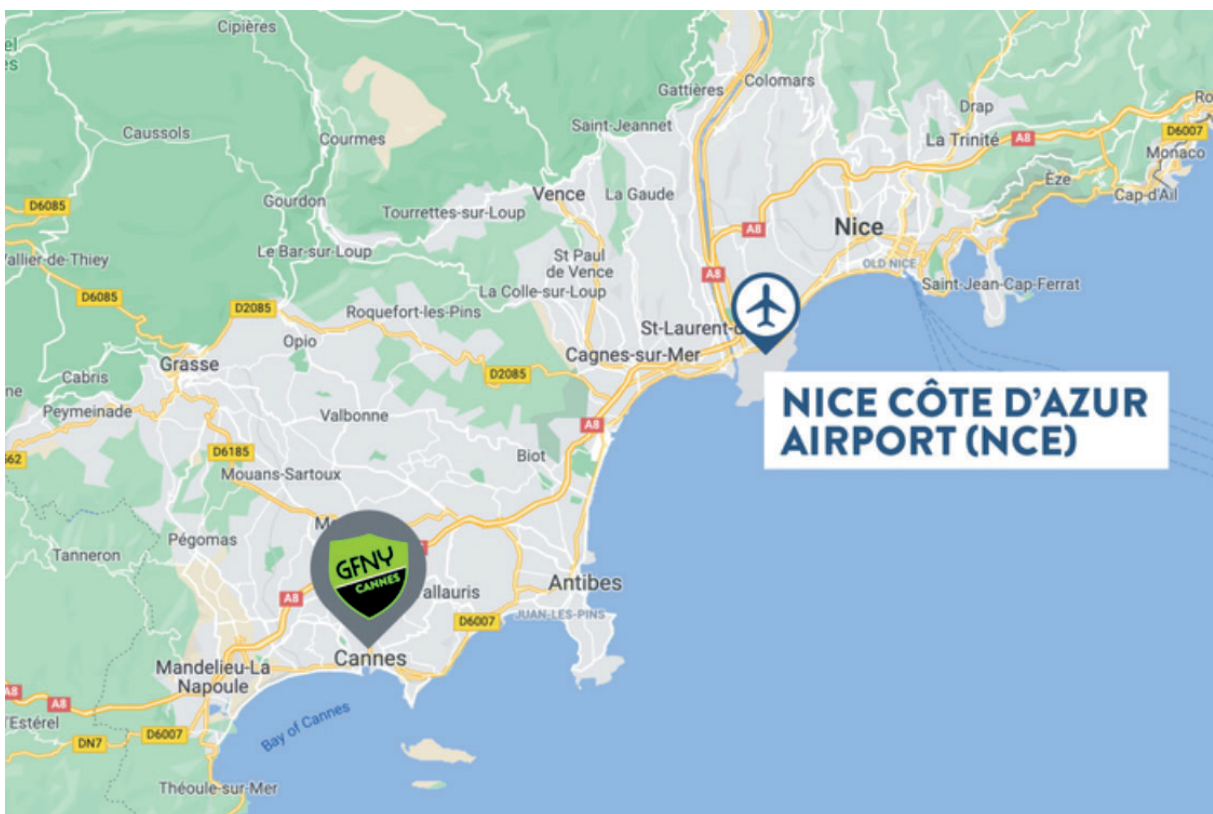 Cipières
Gattières
Colomars
Drap
Caussols
Courmes
Saint-Jeannet
La Trinité
A8
D6007
Monaco
Èze
Cap-d'Ail
D6085
Gourdon
Tourrettes-sur-Loup
Vence
La Gaude
A8
Nice
Le Bar-sur-Loup
St Paul
de Vence
OLD NICE
A8
Saint-Jean-Cap-Ferrat
La Colle-sur-Loup
D6085
D2085
Roquefort-les-Pins
Opio
Cagnes-sur-Mer
Grasse
D2085
Cabris
Peymeinade
Valbonne
NICE CÔTE D'AZUR
AIRPORT (NCE)
A8
D6185
Biot
Mouans-Sartoux
Pégomas
Tanneron
GFNY
CANNES
A8
Antibes
JUAN-LES-PINS
D6007
Cannes
Mandelieu-La
Napoule
A8
A8
Bay of Cannes
DN7
D6007
Théoule-sur-Mer